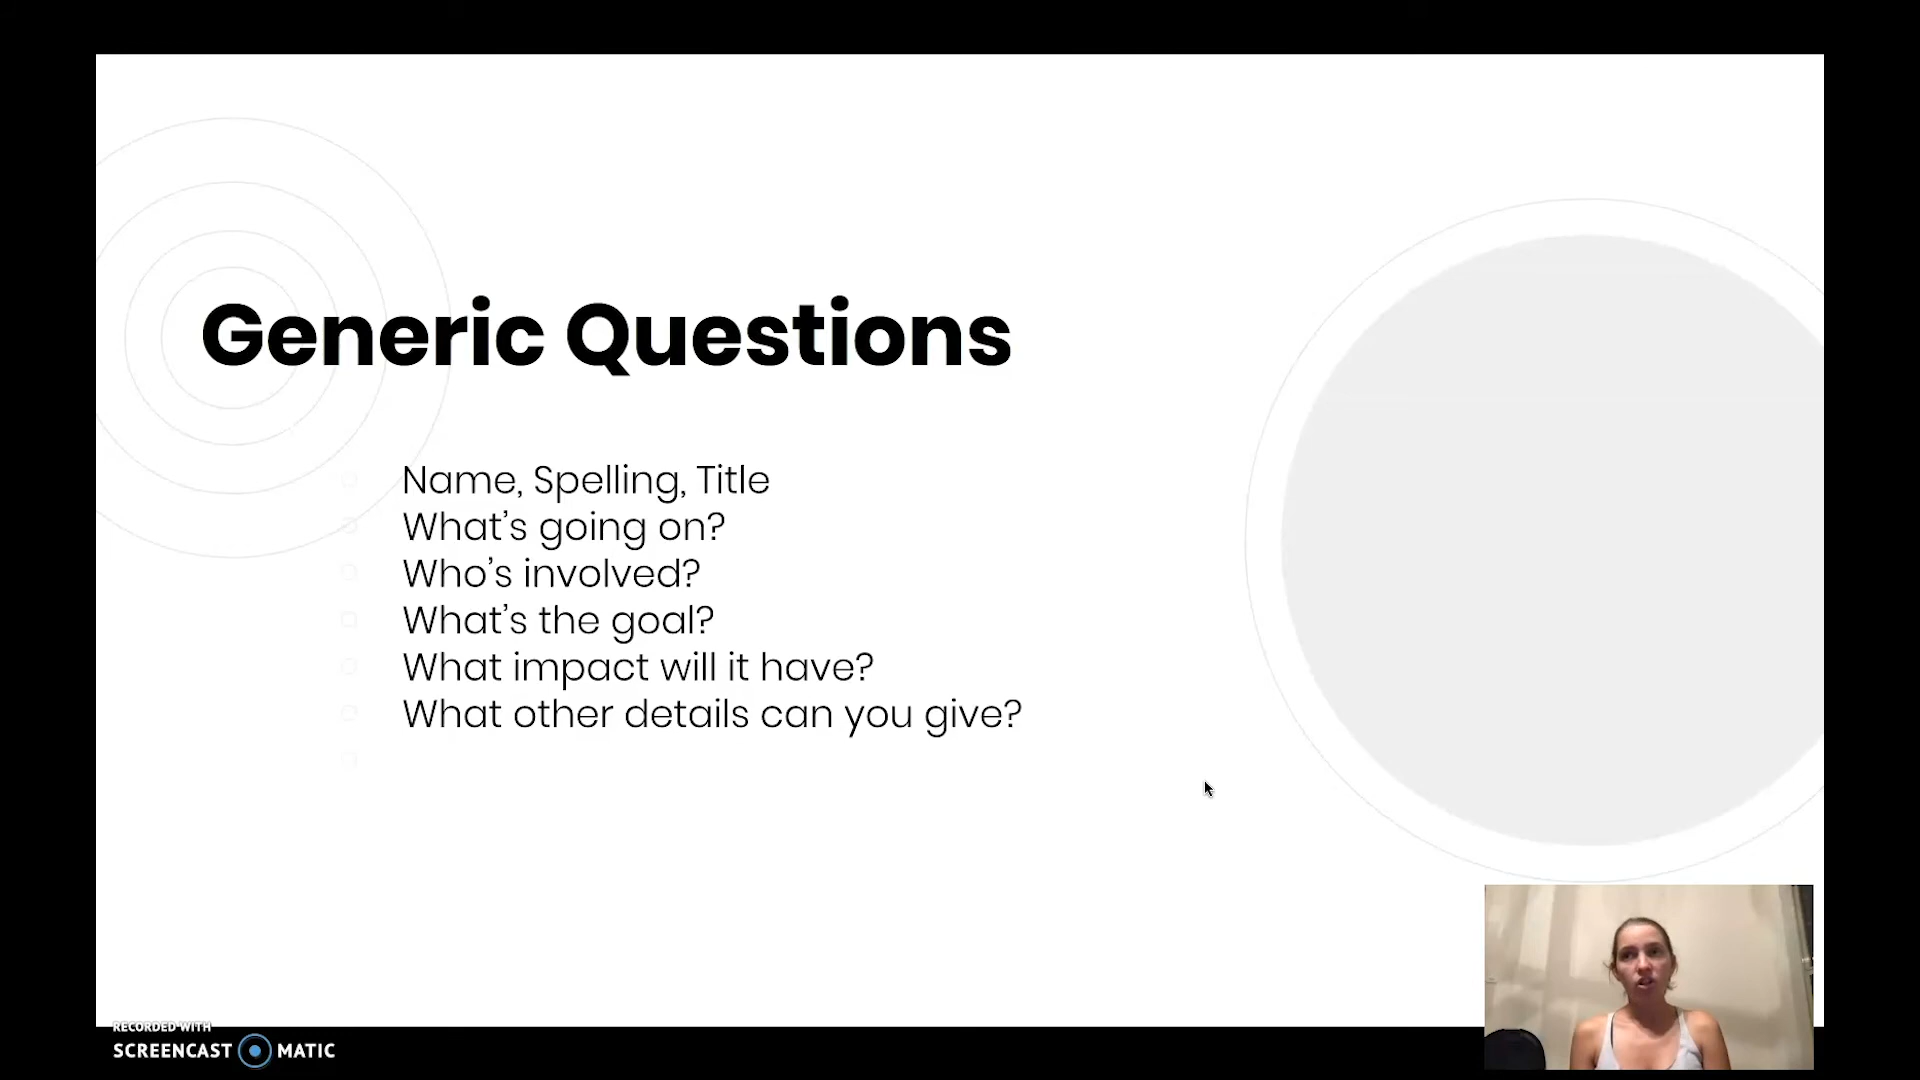 Generic Questions
Name, Spelling, Title
What’s going on?
Who’s involved?
What’s the goal?
What impact will it have?
What other details can you give?
RECORDED WITH
SCREENCAST MATIC